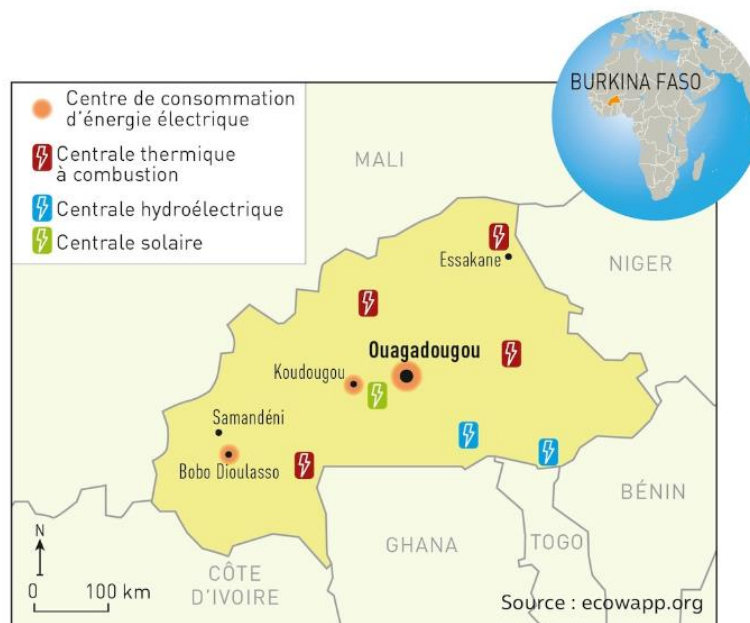 BURKINA FASO
Centre de consommation
d'énergie électrique
Centrale thermique
à combustion
Centrale hydroélectrique
Centrale solaire
MALI
Essakane
NIGER
Ouagadougou
Koudougou
Samandéni
Bobo Dioulasso
BÉNIN
GHANA
TOGO
CÔTE
D'IVOIRE
N
0 100 km
Source : ecowapp.org